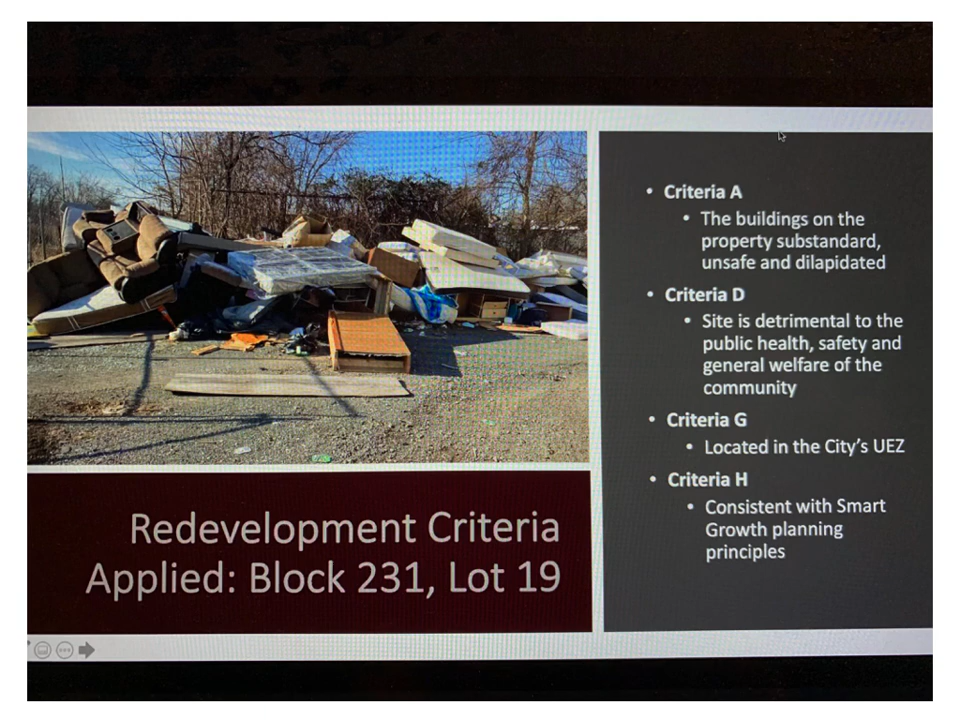 Redevelopment Criteria
Applied: Block 231, Lot 19
• Criteria A
• The buildings on the
property substandard,
unsafe and dilapidated
• Criteria D
• Site is detrimental to the
public health, safety and
general welfare of the
community
• Criteria G
• Located in the City's UEZ
• Criteria H
• Consistent with Smart
Growth planning
principles